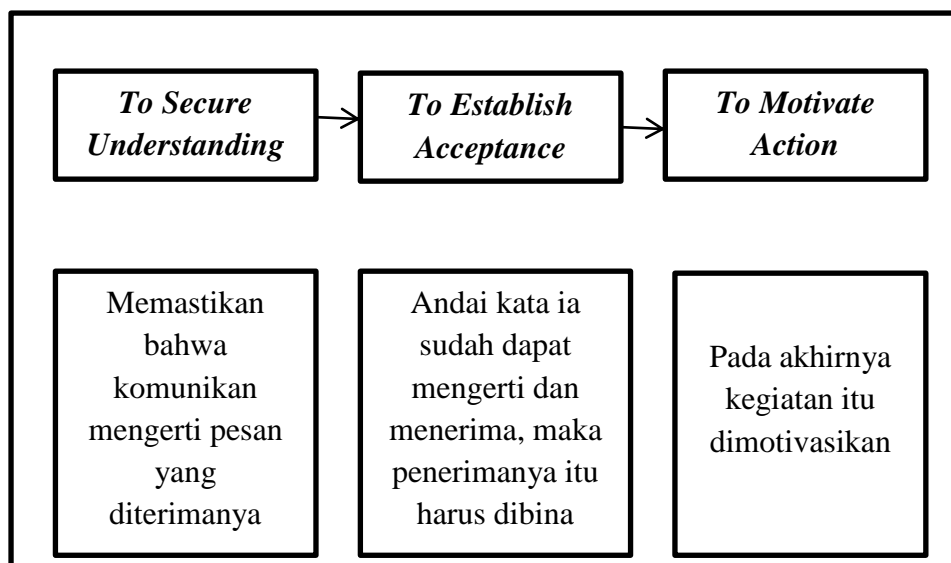 To Secure
Understanding
To Establish
Acceptance
To Motivate
Action
Memastikan
bahwa
komunikan
mengerti pesan
yang
diterimanya
Andai kata ia
sudah dapat
mengerti dan
menerima, maka
penerimanya itu
harus dibina
Pada akhirnya
kegiatan itu
dimotivasikan